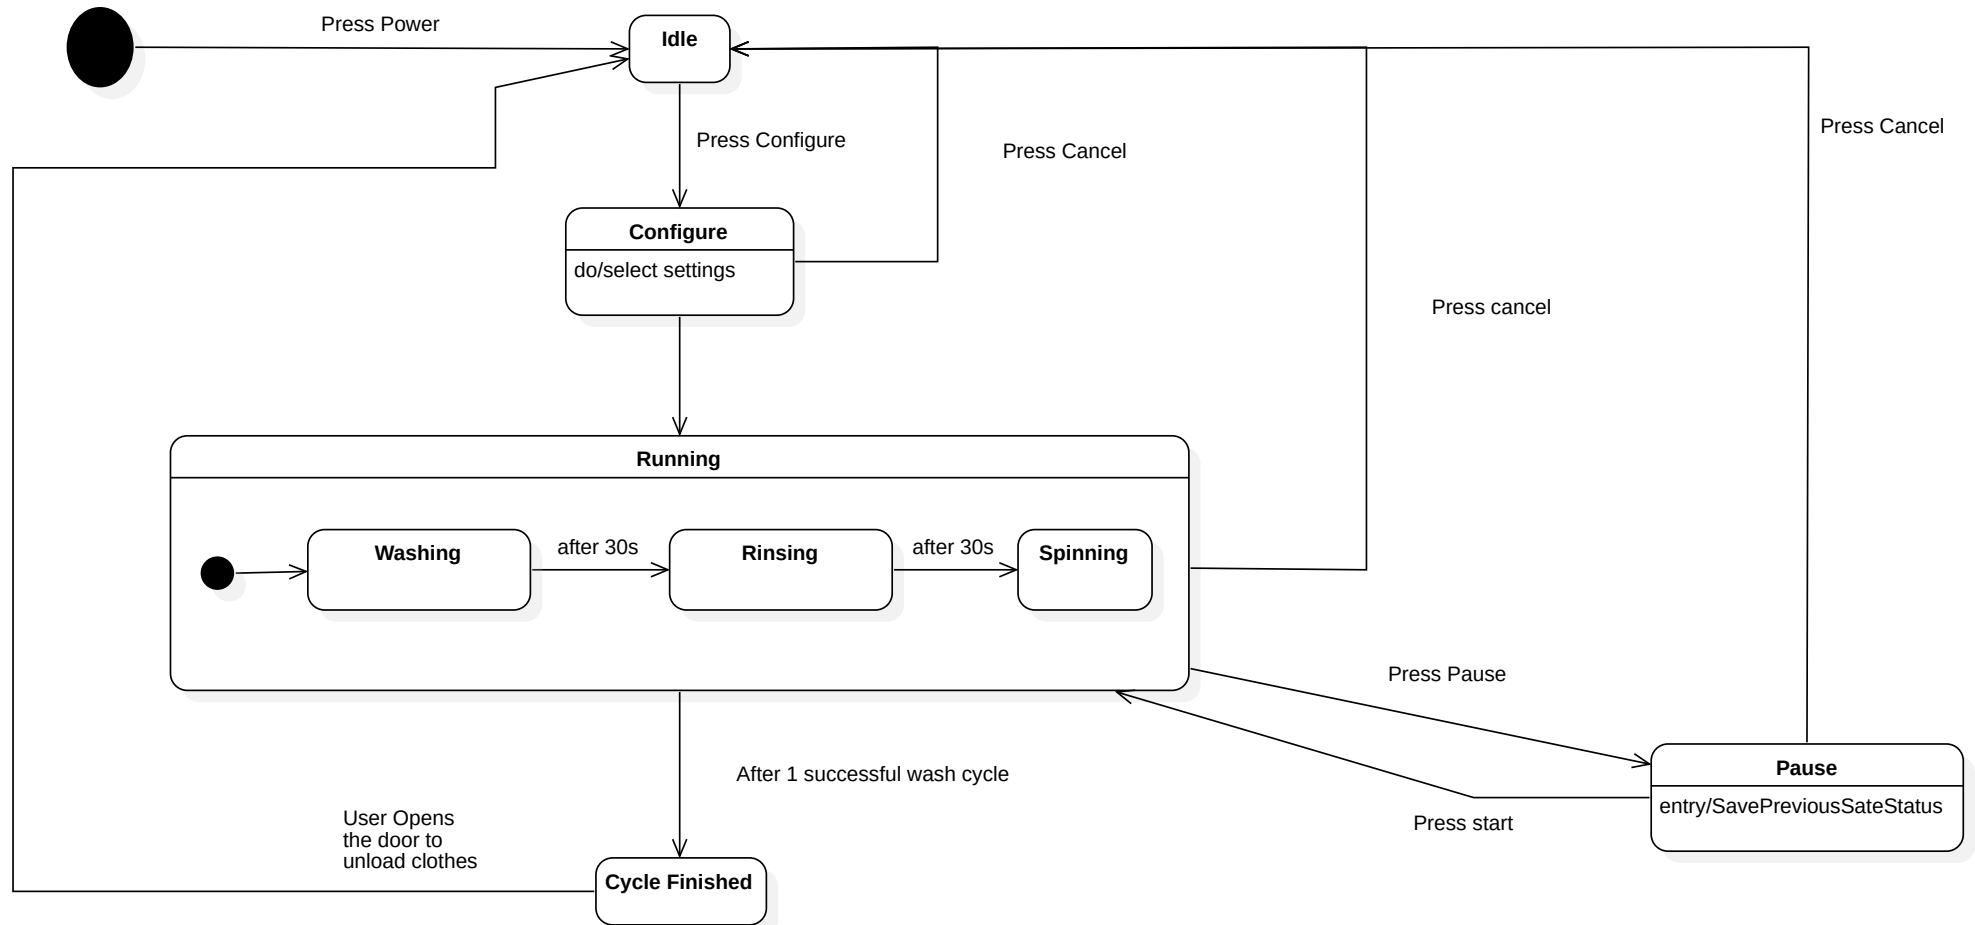 Press Power
Idle
Press Configure
Press Cancel
Press Cancel
Configure
do/select settings
Press cancel
Running
Washing
after 30s
Rinsing
after 30s
Spinning
Press Pause
After 1 successful wash cycle
Pause
entry/SavePreviousSateStatus
Press start
User Opens
the door to
unload clothes
Cycle Finished